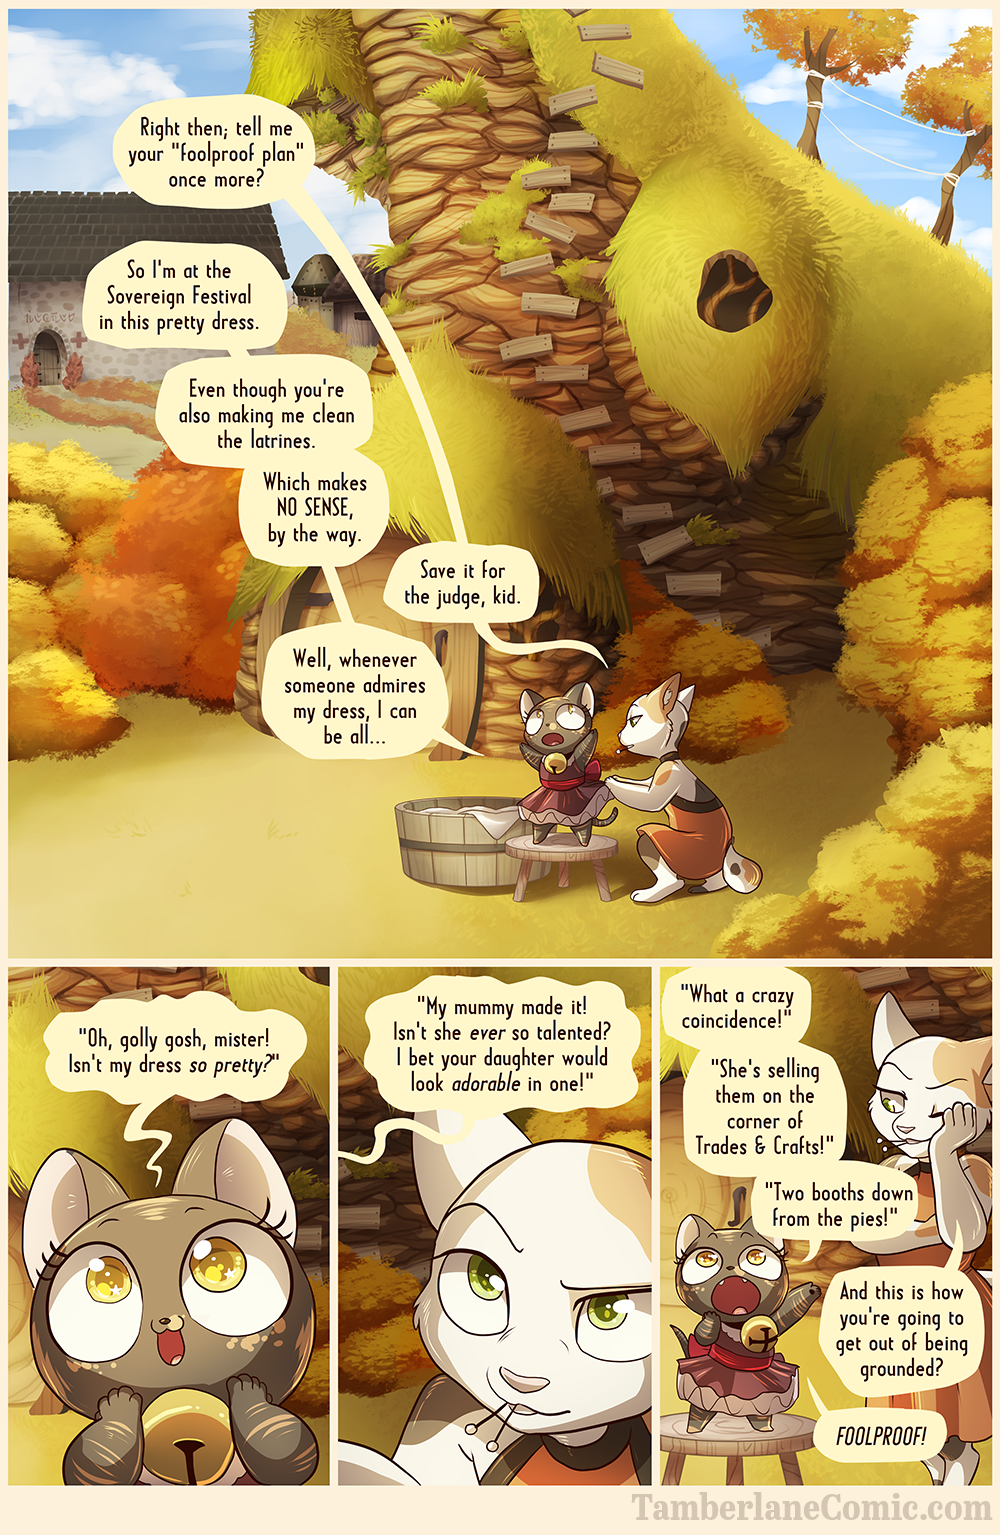 Right then; tell me
your "foolproof plan"
once more?
So I'm at the
Sovereign Festival
in this pretty dress.
Even though you're
also making me clean
the latrines.
Which makes
NO SENSE,
by the way.
Save it for
the judge, kid.
Well, whenever
someone admires
my dress, I can
be all...
"Oh, golly gosh, mister!
Isn't my dress so pretty?"
"My mummy made it!
Isn't she ever so talented?
I bet your daughter would
look adorable in one!"
"What a crazy
coincidence!"
"She's selling
them on the
corner of
Trades & Crafts!"
"Two booths down
from the pies!"
And this is how
you're going to
get out of being
grounded?
FOOLPROOF!
TamberlaneComic.com